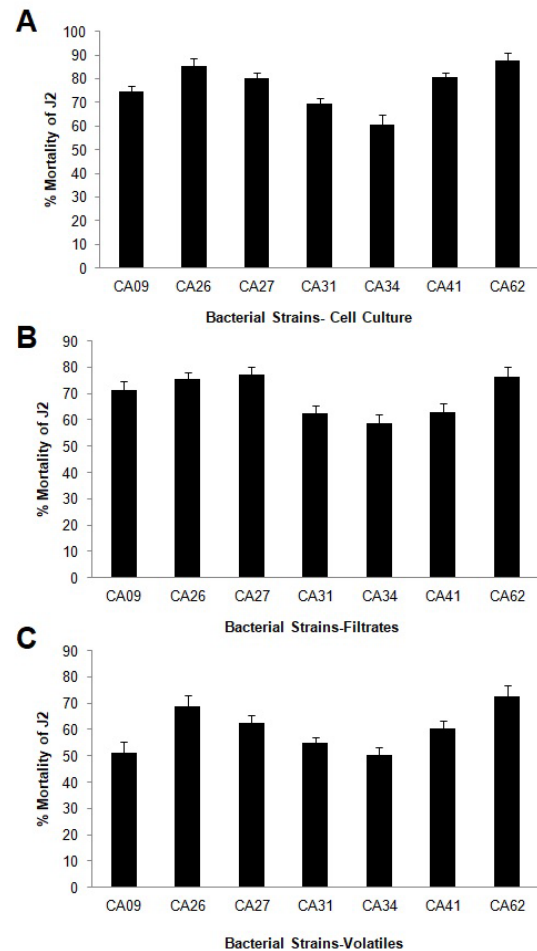 A
% Mortality of J2
100
90
80
70
60
50
40
30
20
10
0
CA09 CA26 CA27 CA31 CA34 CA41 CA62
Bacterial Strains- Cell Culture
B
% Mortality of J2
90
80
70
60
50
40
30
20
10
0
CA09 CA26 CA27 CA31 CA34 CA41 CA62
Bacterial Strains-Filtrates
C
% Mortality of J2
90
80
70
60
50
40
30
20
10
0
CA09 CA26 CA27 CA31 CA34 CA41 CA62
Bacterial Strains-Volatiles